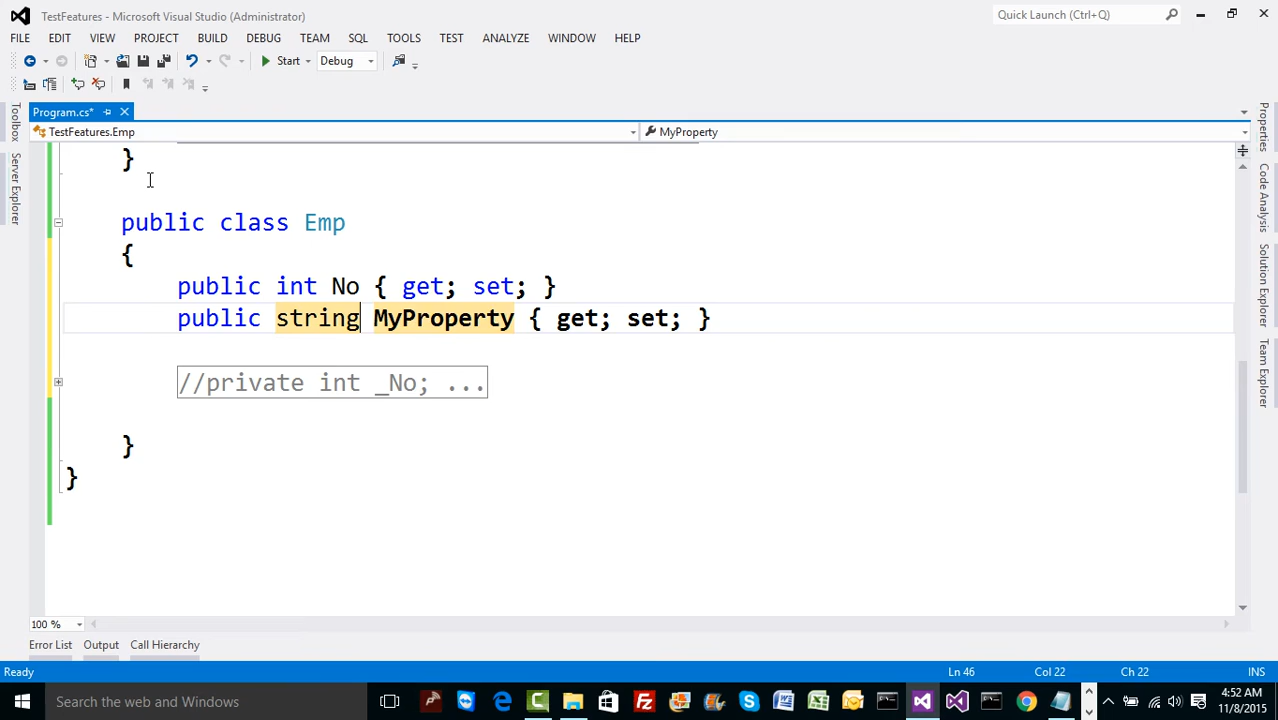 TestFeatures - Microsoft Visual Studio (Administrator)
Quick Launch (Ctrl+Q)
FILE EDIT VIEW PROJECT BUILD DEBUG TEAM SQL TOOLS TEST ANALYZE WINDOW HELP
Start Debug
Program.cs*
TestFeatures.Emp MyProperty
Toolbox
Server Explorer
}
public class Emp
{
public int No { get; set; }
public string MyProperty { get; set; }
//private int _No; ...
}
}
Properties
Code Analysis
Solution Explorer
Team Explorer
100 %
Error List Output Call Hierarchy
Ready Ln 46 Col 22 Ch 22 INS
Search the web and Windows
4:52 AM
11/8/2015